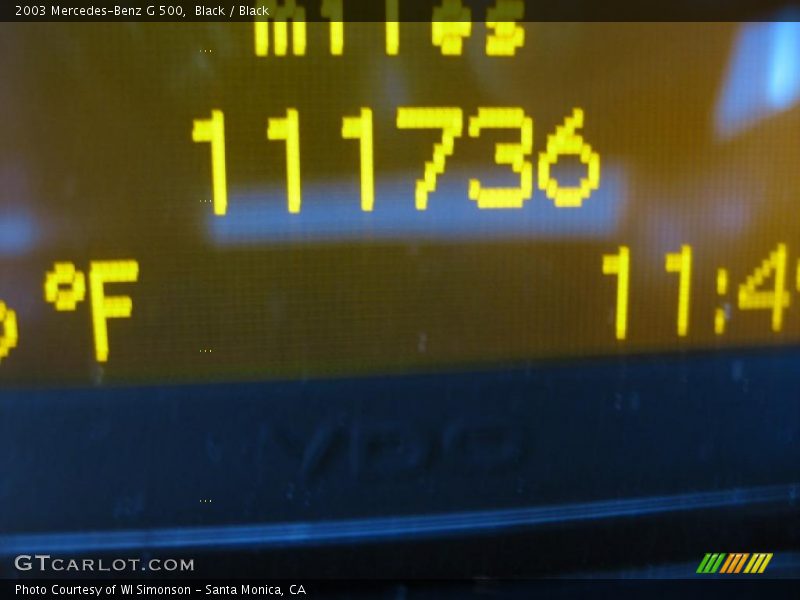 2003 Mercedes-Benz G 500,  Black / Black
miles
111736
°F 11:4
VDO
GTCARLOT.COM
Photo Courtesy of WI Simonson - Santa Monica, CA